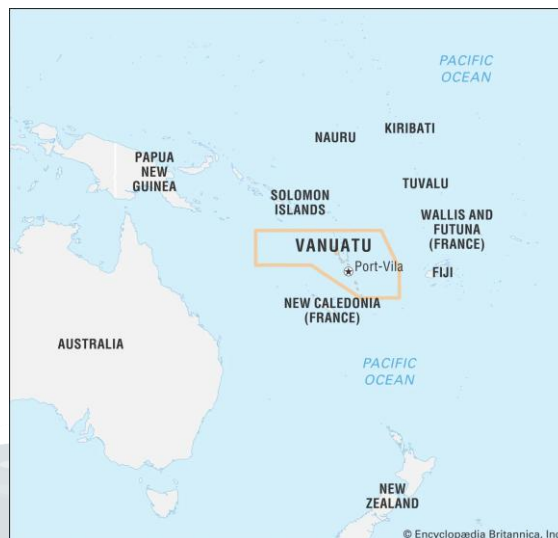 PACIFIC
OCEAN
NAURU
KIRIBATI
PAPUA
NEW
GUINEA
TUVALU
SOLOMON
ISLANDS
WALLIS AND
FUTUNA
(FRANCE)
VANUATU
Port-Vila
FIJI
NEW CALEDONIA
(FRANCE)
AUSTRALIA
PACIFIC
OCEAN
NEW
ZEALAND
© Encyclopædia Britannica, Inc